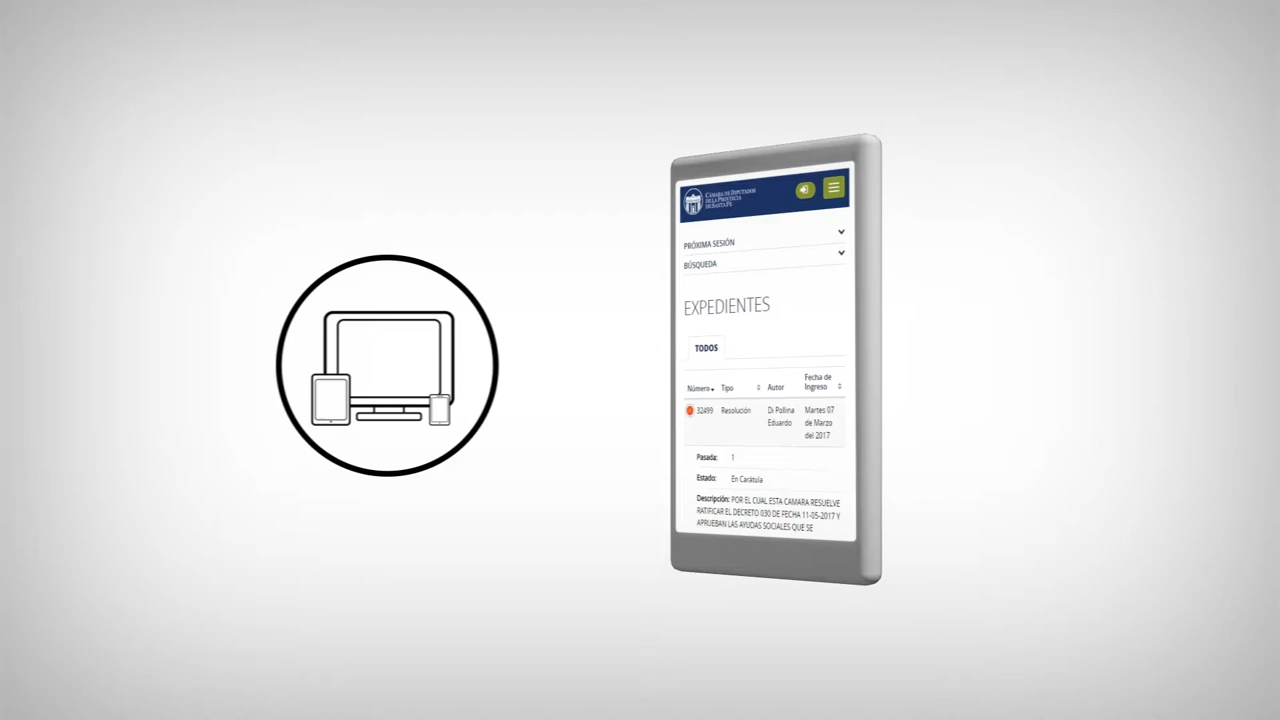 CÁMARA DE DIPUTADOS
DE LA PROVINCIA
DE SANTA FE
PRÓXIMA SESIÓN
BÚSQUEDA
EXPEDIENTES
TODOS
Número Tipo Autor Fecha de Ingreso
32499 Resolución Di Pollina Eduardo Martes 07 de Marzo del 2017
Pasada: 1
Estado: En Carátula
Descripción: POR EL CUAL ESTA CAMARA RESUELVE
RATIFICAR EL DECRETO 030 DE FECHA 11-05-2017 Y
APRUEBAN LAS AYUDAS SOCIALES QUE SE